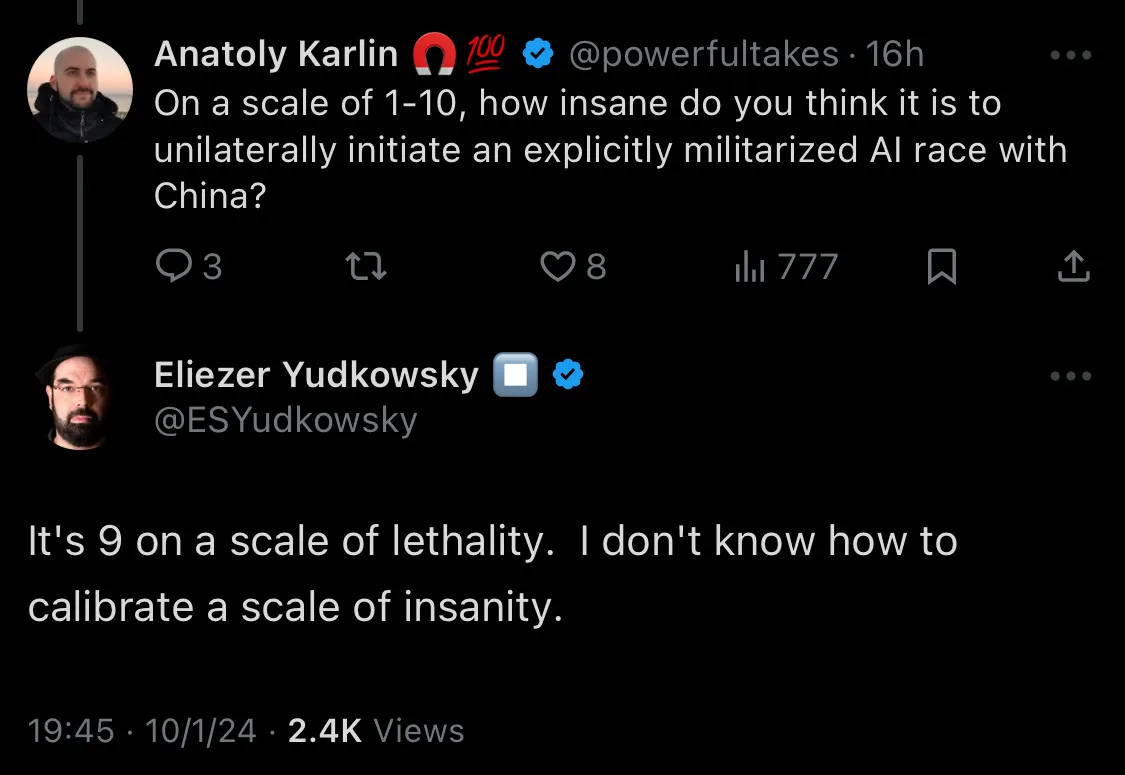 Anatoly Karlin 🧲💯 @powerfultakes · 16h
On a scale of 1-10, how insane do you think it is to
unilaterally initiate an explicitly militarized AI race with
China?
3 8 777
Eliezer Yudkowsky ⏹️
@ESYudkowsky
It's 9 on a scale of lethality.  I don't know how to
calibrate a scale of insanity.
19:45 · 10/1/24 · 2.4K Views